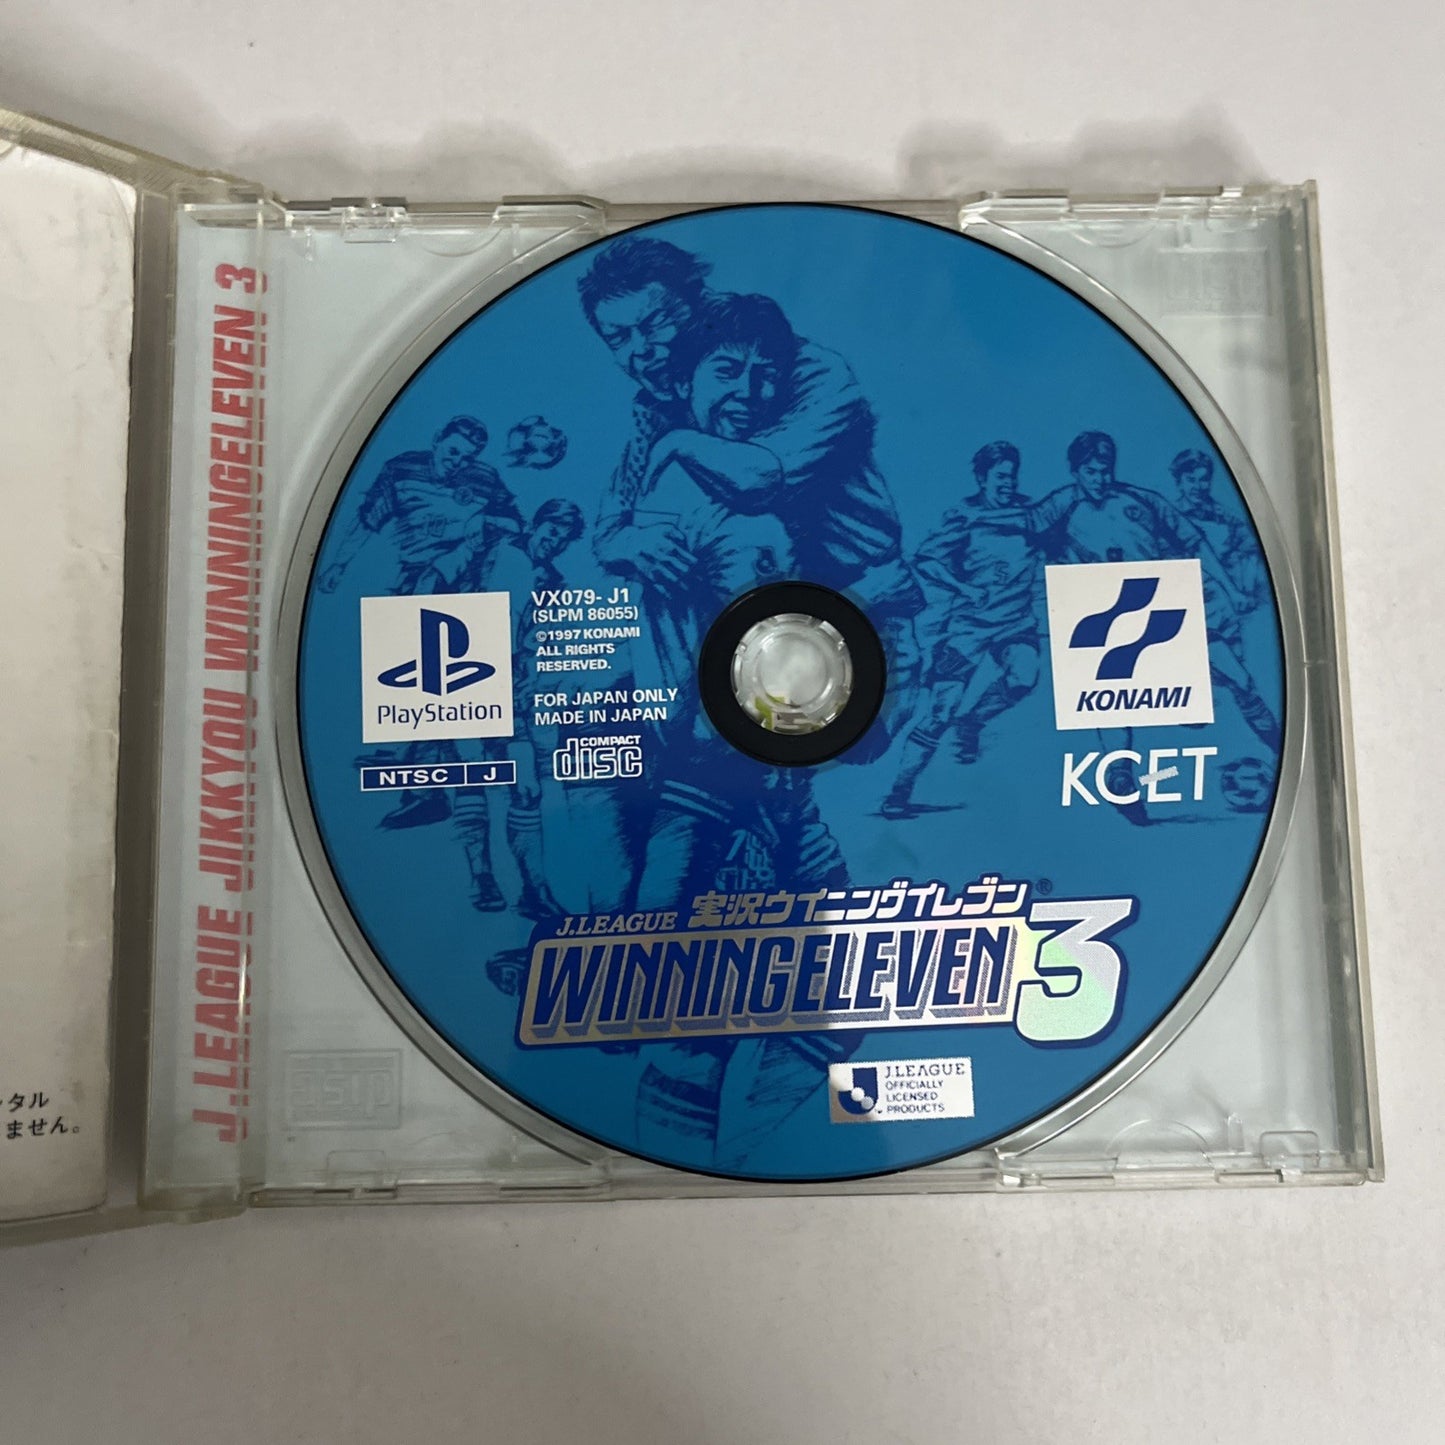 J.LEAGUE JIKKYOU WINNINGELEVEN 3
タル
ません。
PlayStation
NTSC J
VX079- J1
(SLPM 86055)
©1997 KONAMI
ALL RIGHTS
RESERVED.
FOR JAPAN ONLY
MADE IN JAPAN
COMPACT
disc
KONAMI
KCET
J.LEAGUE 実況ウイニングイレブン®
WINNINGELEVEN 3
J.LEAGUE
OFFICIALLY
LICENSED
PRODUCTS